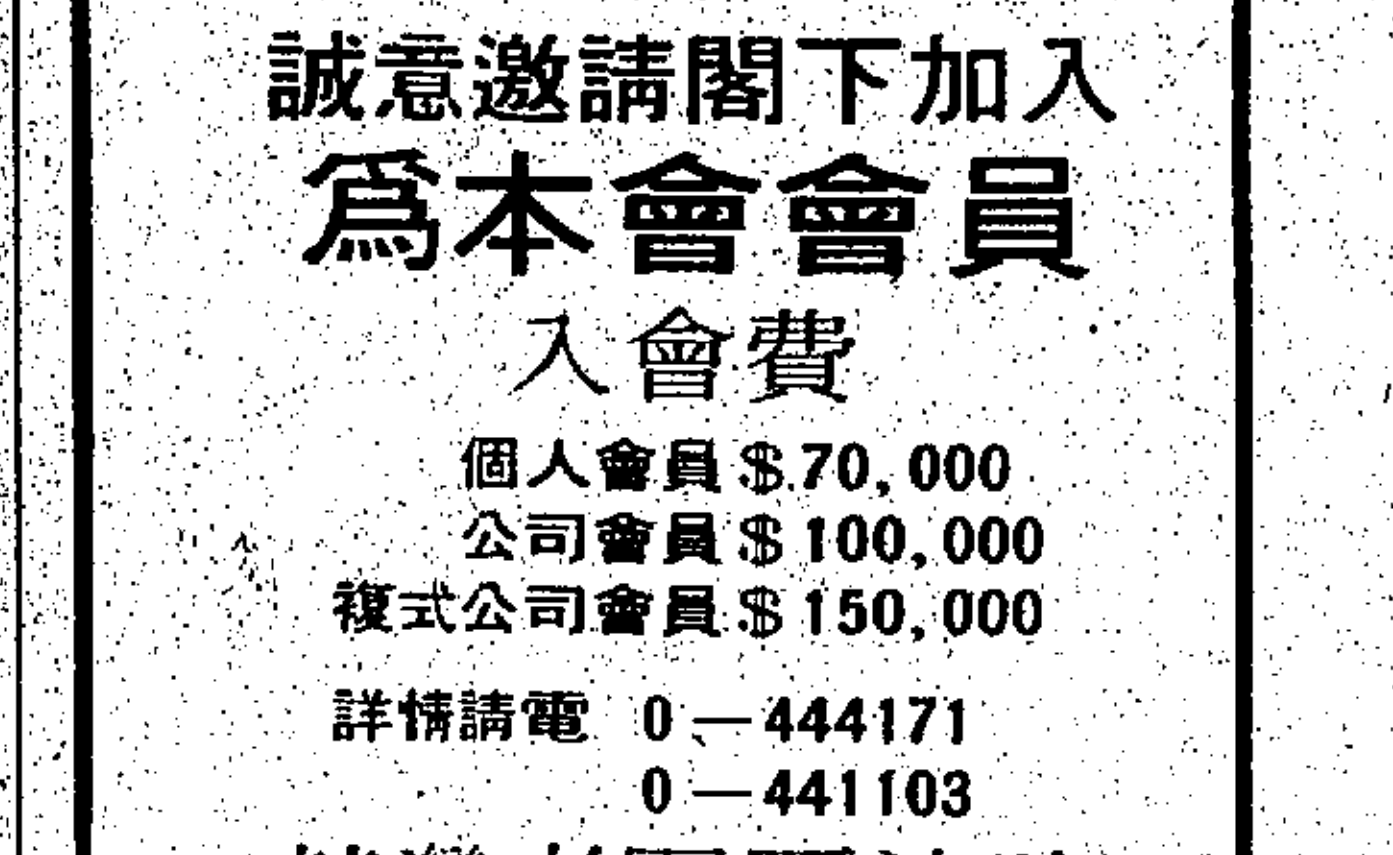 誠意邀請閣下加入
爲本會會員
入會費
個人會員 $70,000
公司會員 $100,000
複式公司會員 $150,000
詳情請電 0—444171
0—441103